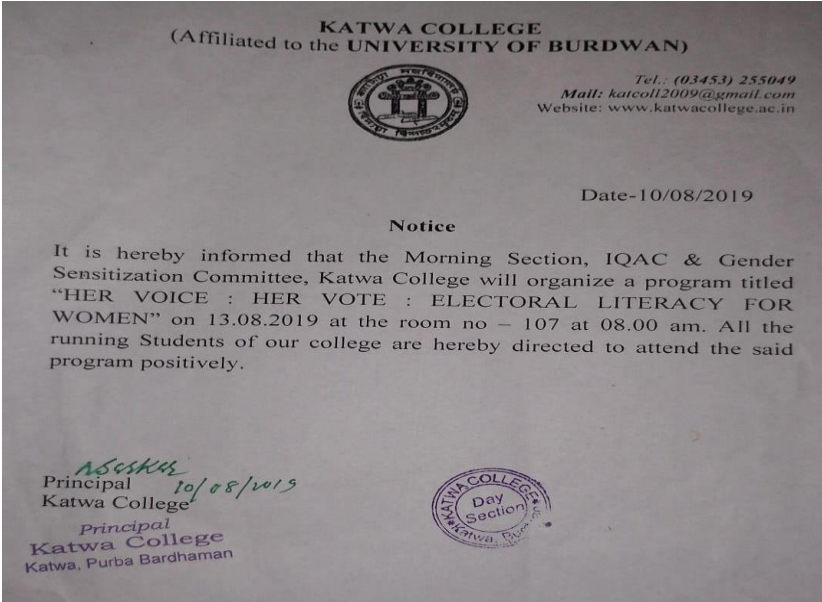 KATWA COLLEGE
(Affiliated to the UNIVERSITY OF BURDWAN)
Tel.: (03453) 255049
Mail: katcoll2009@gmail.com
Website: www.katwacollege.ac.in
Date-10/08/2019
Notice
It is hereby informed that the Morning Section, IQAC & Gender
Sensitization Committee, Katwa College will organize a program titled
“HER VOICE : HER VOTE : ELECTORAL LITERACY FOR
WOMEN” on 13.08.2019 at the room no – 107 at 08.00 am. All the
running Students of our college are hereby directed to attend the said
program positively.
Principal 10/08/2019
Katwa College
Principal
Katwa College
Katwa, Purba Bardhaman
KATWA COLLEGE
Day
Section
Katwa,